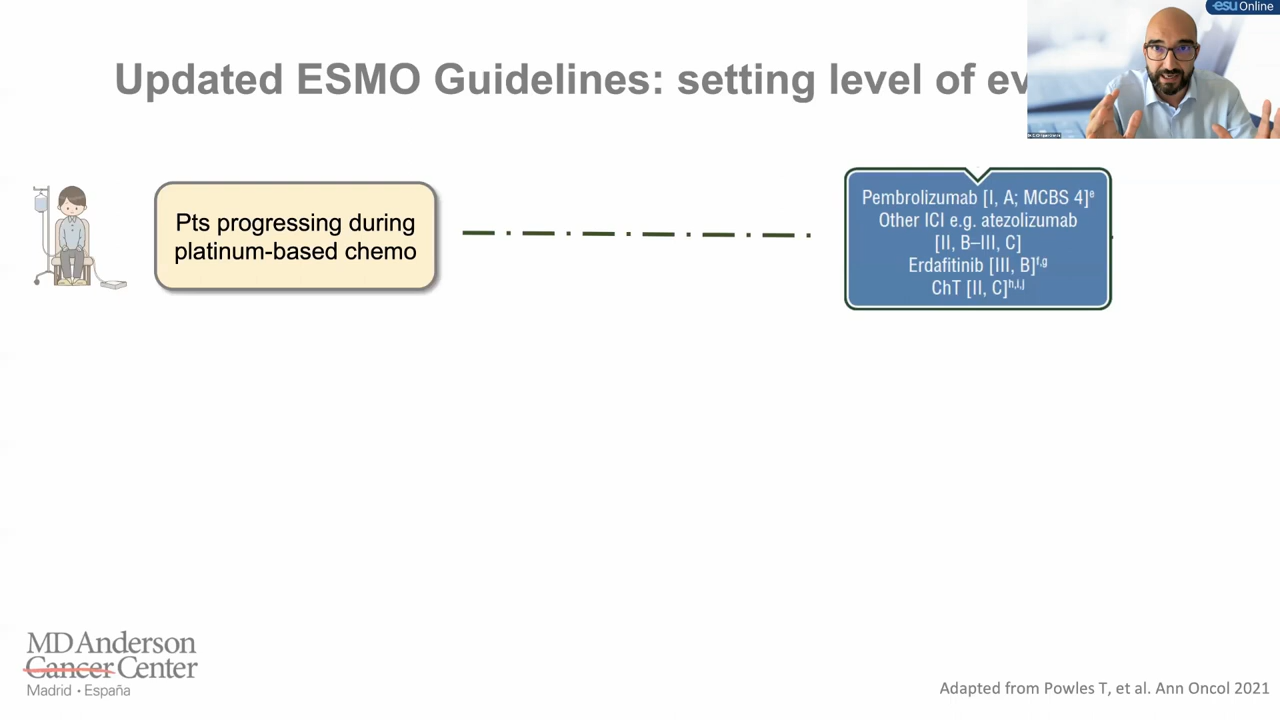 esu Online
Updated ESMO Guidelines: setting level of ev
Pts progressing during
platinum-based chemo
Pembrolizumab [I, A; MCBS 4]e
Other ICI e.g. atezolizumab
[II, B–III, C]
Erdafitinib [III, B]f,g
ChT [II, C]h,i,j
MD Anderson
Cancer Center
Madrid • España
Adapted from Powles T, et al. Ann Oncol 2021